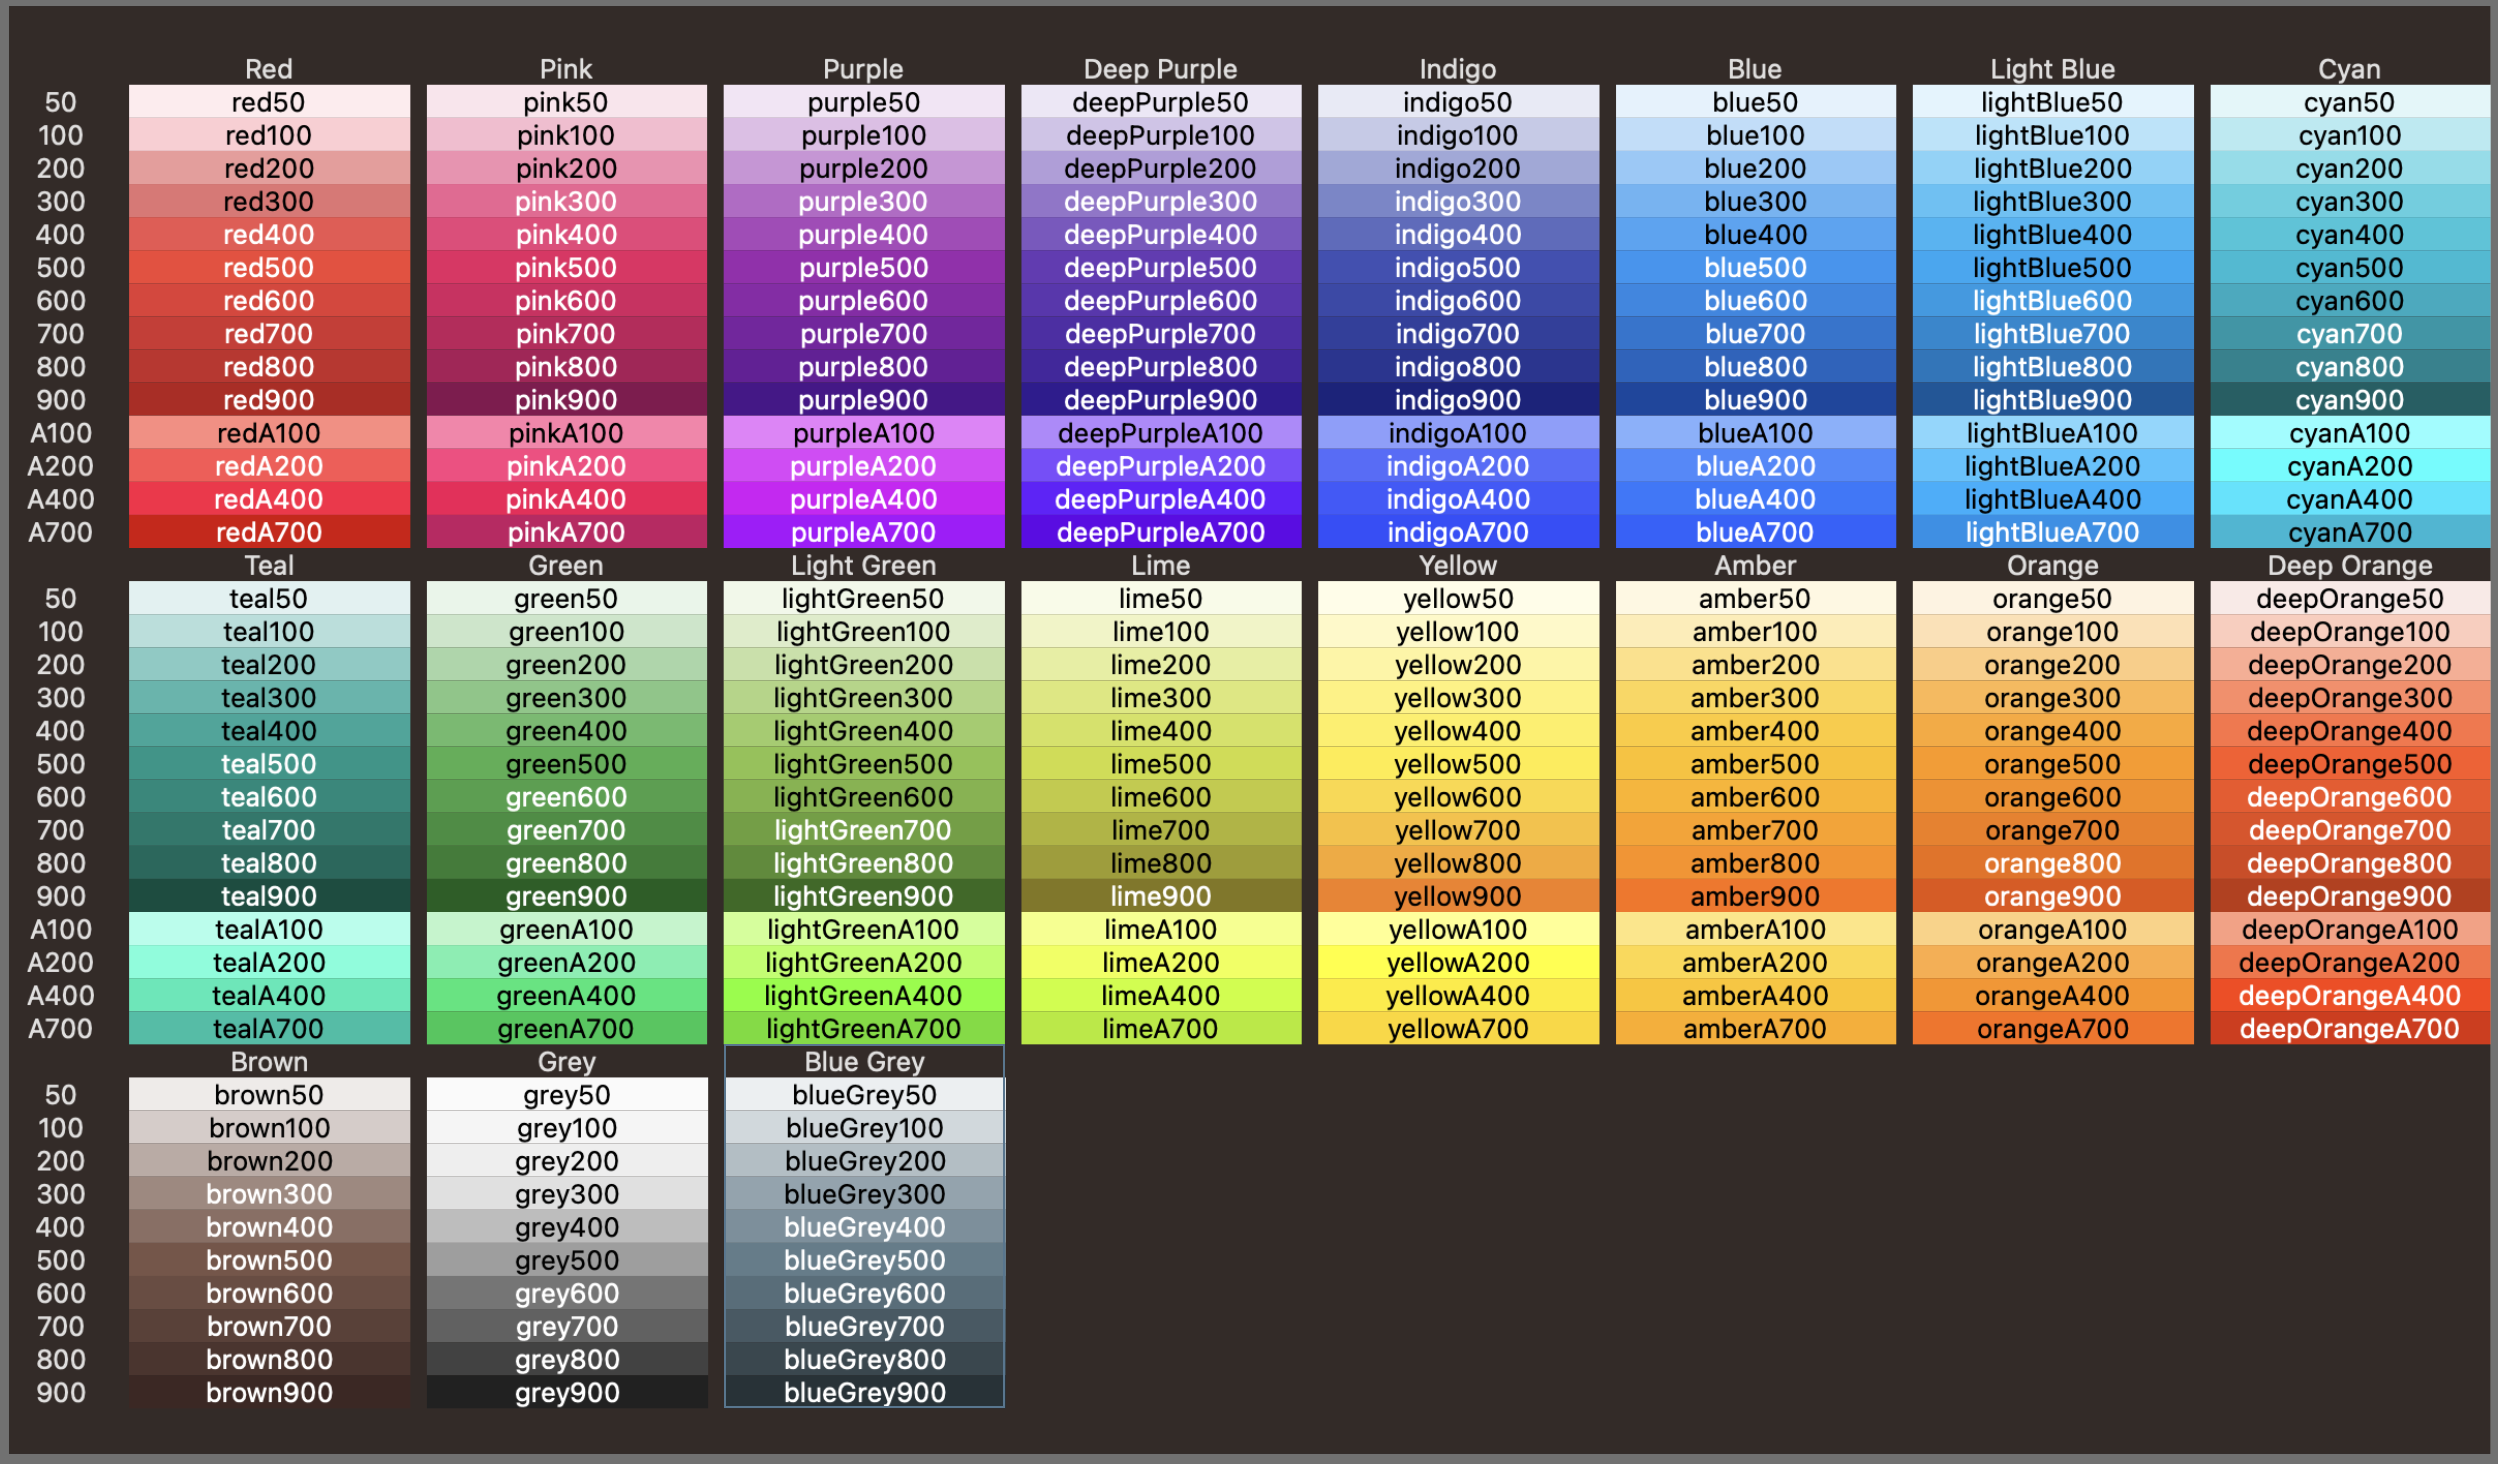 Red Pink Purple Deep Purple Indigo Blue Light Blue Cyan
50 red50 pink50 purple50 deepPurple50 indigo50 blue50 lightBlue50 cyan50
100 red100 pink100 purple100 deepPurple100 indigo100 blue100 lightBlue100 cyan100
200 red200 pink200 purple200 deepPurple200 indigo200 blue200 lightBlue200 cyan200
300 red300 pink300 purple300 deepPurple300 indigo300 blue300 lightBlue300 cyan300
400 red400 pink400 purple400 deepPurple400 indigo400 blue400 lightBlue400 cyan400
500 red500 pink500 purple500 deepPurple500 indigo500 blue500 lightBlue500 cyan500
600 red600 pink600 purple600 deepPurple600 indigo600 blue600 lightBlue600 cyan600
700 red700 pink700 purple700 deepPurple700 indigo700 blue700 lightBlue700 cyan700
800 red800 pink800 purple800 deepPurple800 indigo800 blue800 lightBlue800 cyan800
900 red900 pink900 purple900 deepPurple900 indigo900 blue900 lightBlue900 cyan900
A100 redA100 pinkA100 purpleA100 deepPurpleA100 indigoA100 blueA100 lightBlueA100 cyanA100
A200 redA200 pinkA200 purpleA200 deepPurpleA200 indigoA200 blueA200 lightBlueA200 cyanA200
A400 redA400 pinkA400 purpleA400 deepPurpleA400 indigoA400 blueA400 lightBlueA400 cyanA400
A700 redA700 pinkA700 purpleA700 deepPurpleA700 indigoA700 blueA700 lightBlueA700 cyanA700
Teal Green Light Green Lime Yellow Amber Orange Deep Orange
50 teal50 green50 lightGreen50 lime50 yellow50 amber50 orange50 deepOrange50
100 teal100 green100 lightGreen100 lime100 yellow100 amber100 orange100 deepOrange100
200 teal200 green200 lightGreen200 lime200 yellow200 amber200 orange200 deepOrange200
300 teal300 green300 lightGreen300 lime300 yellow300 amber300 orange300 deepOrange300
400 teal400 green400 lightGreen400 lime400 yellow400 amber400 orange400 deepOrange400
500 teal500 green500 lightGreen500 lime500 yellow500 amber500 orange500 deepOrange500
600 teal600 green600 lightGreen600 lime600 yellow600 amber600 orange600 deepOrange600
700 teal700 green700 lightGreen700 lime700 yellow700 amber700 orange700 deepOrange700
800 teal800 green800 lightGreen800 lime800 yellow800 amber800 orange800 deepOrange800
900 teal900 green900 lightGreen900 lime900 yellow900 amber900 orange900 deepOrange900
A100 tealA100 greenA100 lightGreenA100 limeA100 yellowA100 amberA100 orangeA100 deepOrangeA100
A200 tealA200 greenA200 lightGreenA200 limeA200 yellowA200 amberA200 orangeA200 deepOrangeA200
A400 tealA400 greenA400 lightGreenA400 limeA400 yellowA400 amberA400 orangeA400 deepOrangeA400
A700 tealA700 greenA700 lightGreenA700 limeA700 yellowA700 amberA700 orangeA700 deepOrangeA700
Brown Grey Blue Grey
50 brown50 grey50 blueGrey50
100 brown100 grey100 blueGrey100
200 brown200 grey200 blueGrey200
300 brown300 grey300 blueGrey300
400 brown400 grey400 blueGrey400
500 brown500 grey500 blueGrey500
600 brown600 grey600 blueGrey600
700 brown700 grey700 blueGrey700
800 brown800 grey800 blueGrey800
900 brown900 grey900 blueGrey900